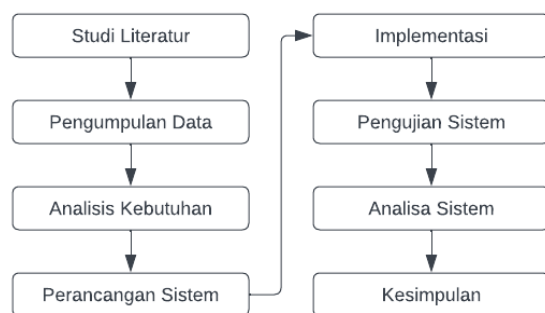 Studi Literatur
Pengumpulan Data
Analisis Kebutuhan
Perancangan Sistem
Implementasi
Pengujian Sistem
Analisa Sistem
Kesimpulan